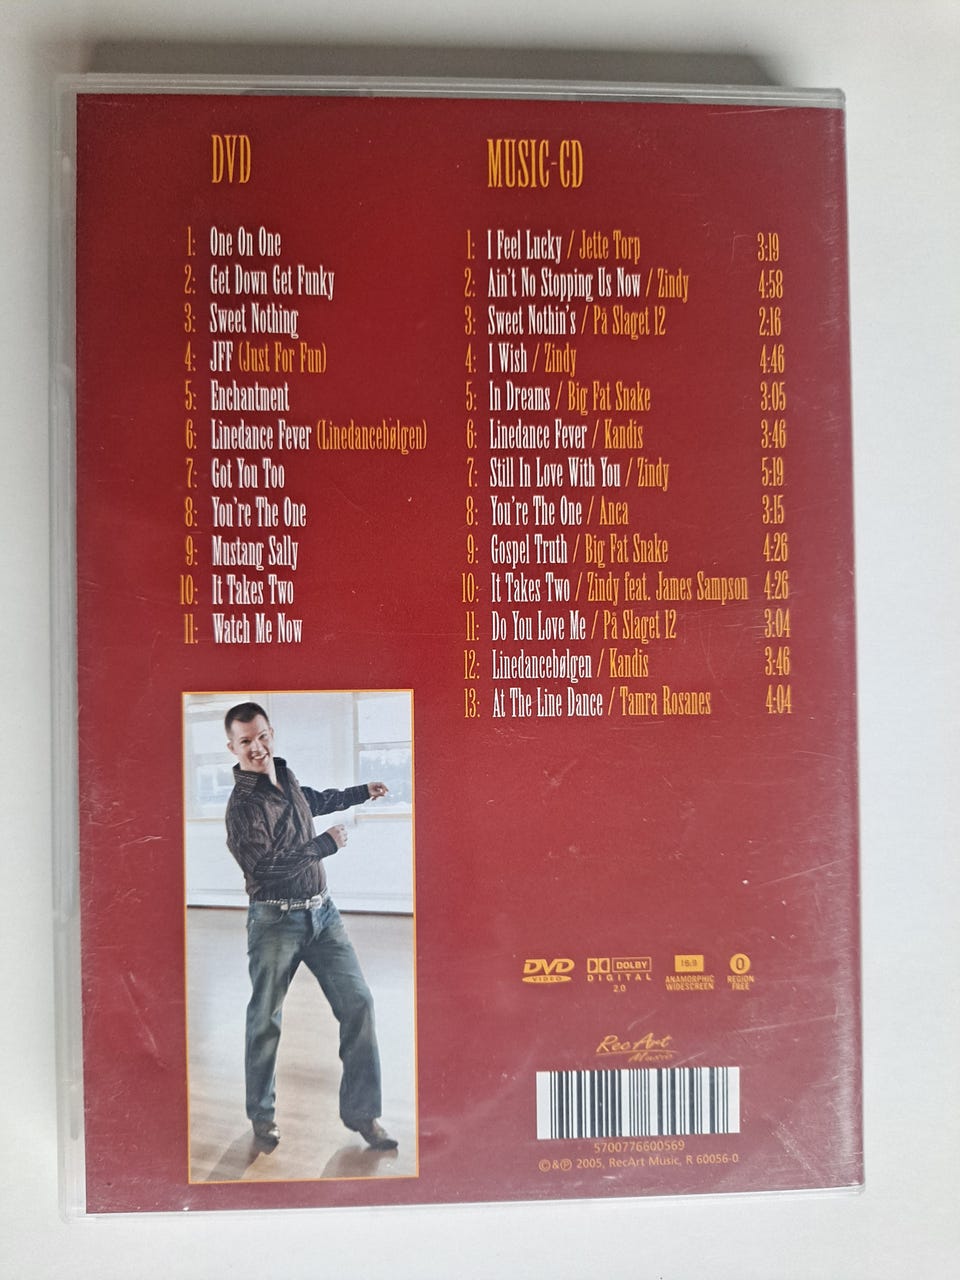 DVD
1: One On One
2: Get Down Get Funky
3: Sweet Nothing
4: JFF (Just For Fun)
5: Enchantment
6: Linedance Fever (Linedancebølgen)
7: Got You Too
8: You're The One
9: Mustang Sally
10: It Takes Two
11: Watch Me Now
MUSIC-CD
1: I Feel Lucky / Jette Torp 3:19
2: Ain't No Stopping Us Now / Zindy 4:58
3: Sweet Nothin's / På Slaget 12 2:16
4: I Wish / Zindy 4:46
5: In Dreams / Big Fat Snake 3:05
6: Linedance Fever / Kandis 3:46
7: Still In Love With You / Zindy 5:19
8: You're The One / Anca 3:15
9: Gospel Truth / Big Fat Snake 4:26
10: It Takes Two / Zindy feat. James Sampson 4:26
11: Do You Love Me / På Slaget 12 3:04
12: Linedancebølgen / Kandis 3:46
13: At The Line Dance / Tamra Rosanes 4:04
DVD
VIDEO
DOLBY
DIGITAL
2.0
16:9
ANAMORPHIC
WIDESCREEN
0
REGION
FREE
RecArt
Music
5700776600569
©&℗ 2005, RecArt Music, R 60056-0